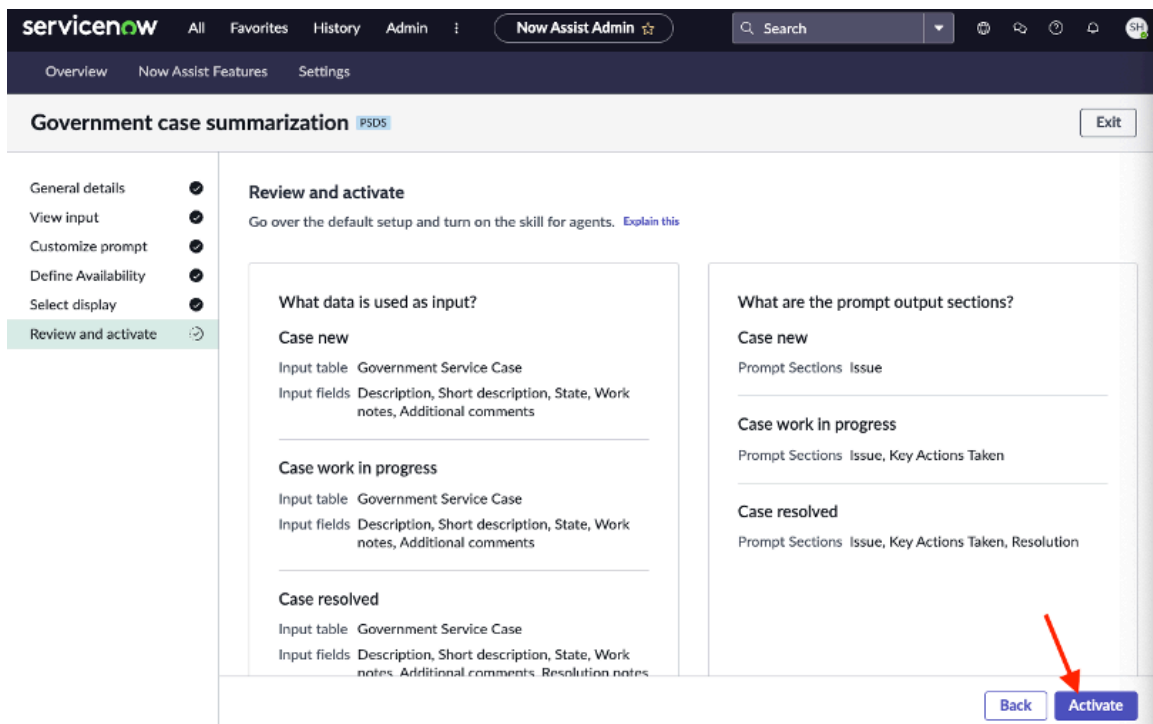 servicenow All Favorites History Admin Now Assist Admin Search SH
Overview Now Assist Features Settings
Government case summarization PSDS Exit
General details
View input
Customize prompt
Define Availability
Select display
Review and activate
Review and activate
Go over the default setup and turn on the skill for agents. Explain this
What data is used as input?
Case new
Input table Government Service Case
Input fields Description, Short description, State, Work
notes, Additional comments
Case work in progress
Input table Government Service Case
Input fields Description, Short description, State, Work
notes, Additional comments
Case resolved
Input table Government Service Case
Input fields Description, Short description, State, Work
notes, Additional comments, Resolution notes
What are the prompt output sections?
Case new
Prompt Sections Issue
Case work in progress
Prompt Sections Issue, Key Actions Taken
Case resolved
Prompt Sections Issue, Key Actions Taken, Resolution
Back Activate